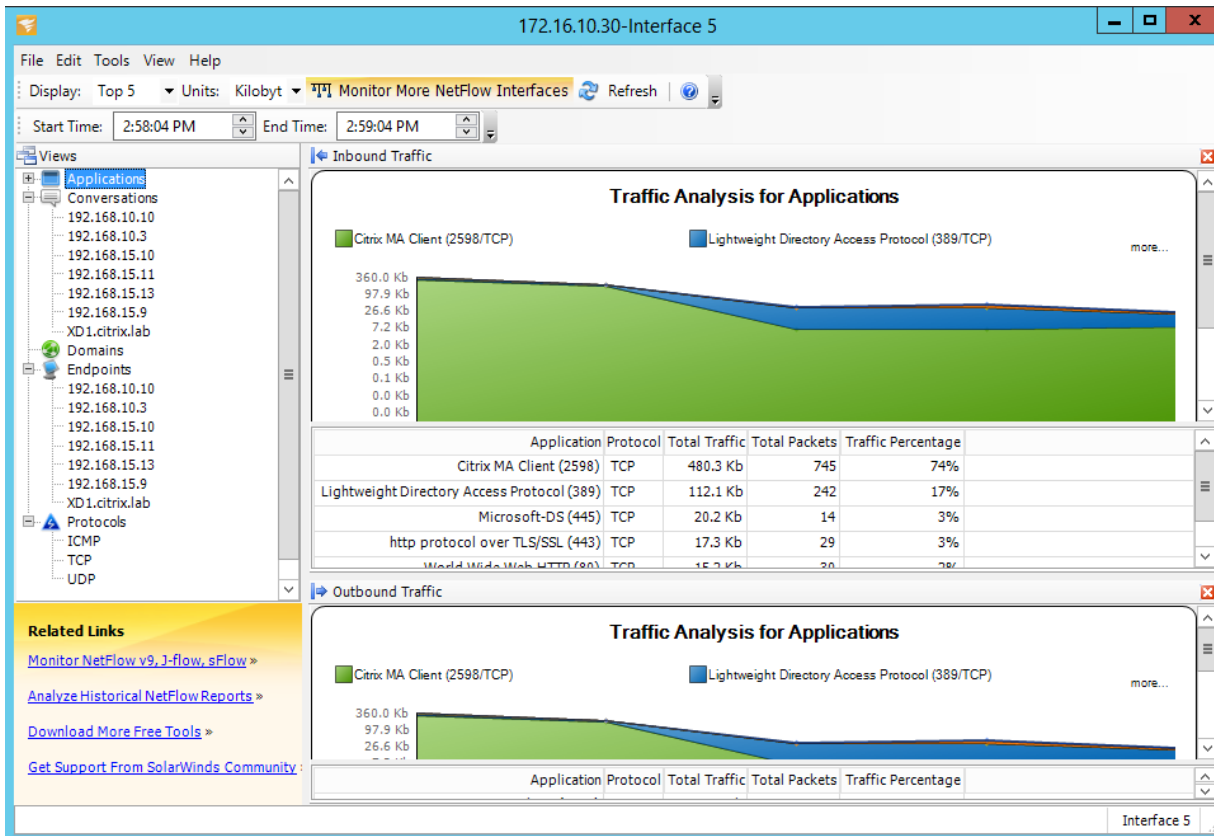 172.16.10.30-Interface 5
File Edit Tools View Help
Display: Top 5 Units: Kilobyt Monitor More NetFlow Interfaces Refresh
Start Time: 2:58:04 PM End Time: 2:59:04 PM
Views
Applications
Conversations
192.168.10.10
192.168.10.3
192.168.15.10
192.168.15.11
192.168.15.13
192.168.15.9
XD1.citrix.lab
Domains
Endpoints
192.168.10.10
192.168.10.3
192.168.15.10
192.168.15.11
192.168.15.13
192.168.15.9
XD1.citrix.lab
Protocols
ICMP
TCP
UDP
Related Links
Monitor NetFlow v9, J-flow, sFlow »
Analyze Historical NetFlow Reports »
Download More Free Tools »
Get Support From SolarWinds Community
Inbound Traffic
Traffic Analysis for Applications
Citrix MA Client (2598/TCP) Lightweight Directory Access Protocol (389/TCP) more...
360.0 Kb
97.9 Kb
26.6 Kb
7.2 Kb
2.0 Kb
0.5 Kb
0.1 Kb
0.0 Kb
0.0 Kb
Application Protocol Total Traffic Total Packets Traffic Percentage
Citrix MA Client (2598) TCP 480.3 Kb 745 74%
Lightweight Directory Access Protocol (389) TCP 112.1 Kb 242 17%
Microsoft-DS (445) TCP 20.2 Kb 14 3%
http protocol over TLS/SSL (443) TCP 17.3 Kb 29 3%
World Wide Web HTTP (80) TCP
Outbound Traffic
Traffic Analysis for Applications
Citrix MA Client (2598/TCP) Lightweight Directory Access Protocol (389/TCP) more...
360.0 Kb
97.9 Kb
26.6 Kb
Application Protocol Total Traffic Total Packets Traffic Percentage
Interface 5